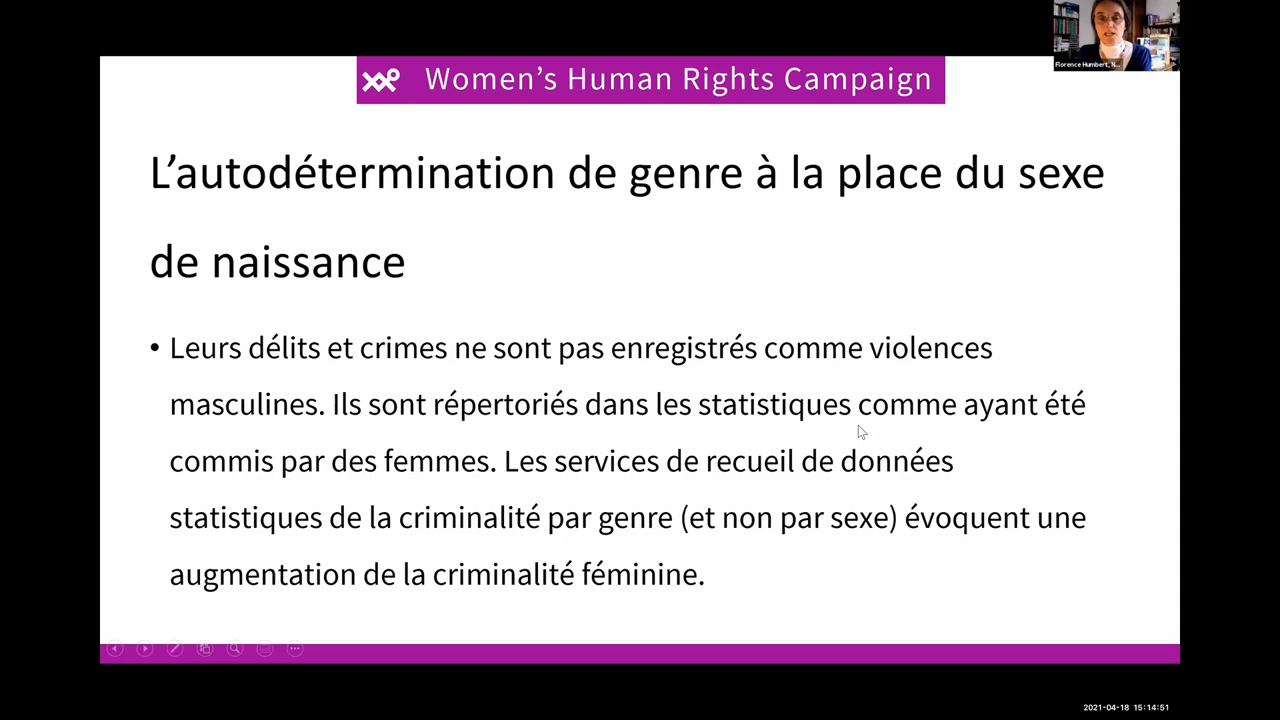 Florence Humbert, N...
Women's Human Rights Campaign
L'autodétermination de genre à la place du sexe
de naissance
• Leurs délits et crimes ne sont pas enregistrés comme violences
masculines. Ils sont répertoriés dans les statistiques comme ayant été
commis par des femmes. Les services de recueil de données
statistiques de la criminalité par genre (et non par sexe) évoquent une
augmentation de la criminalité féminine.
2021-04-18 15:14:51